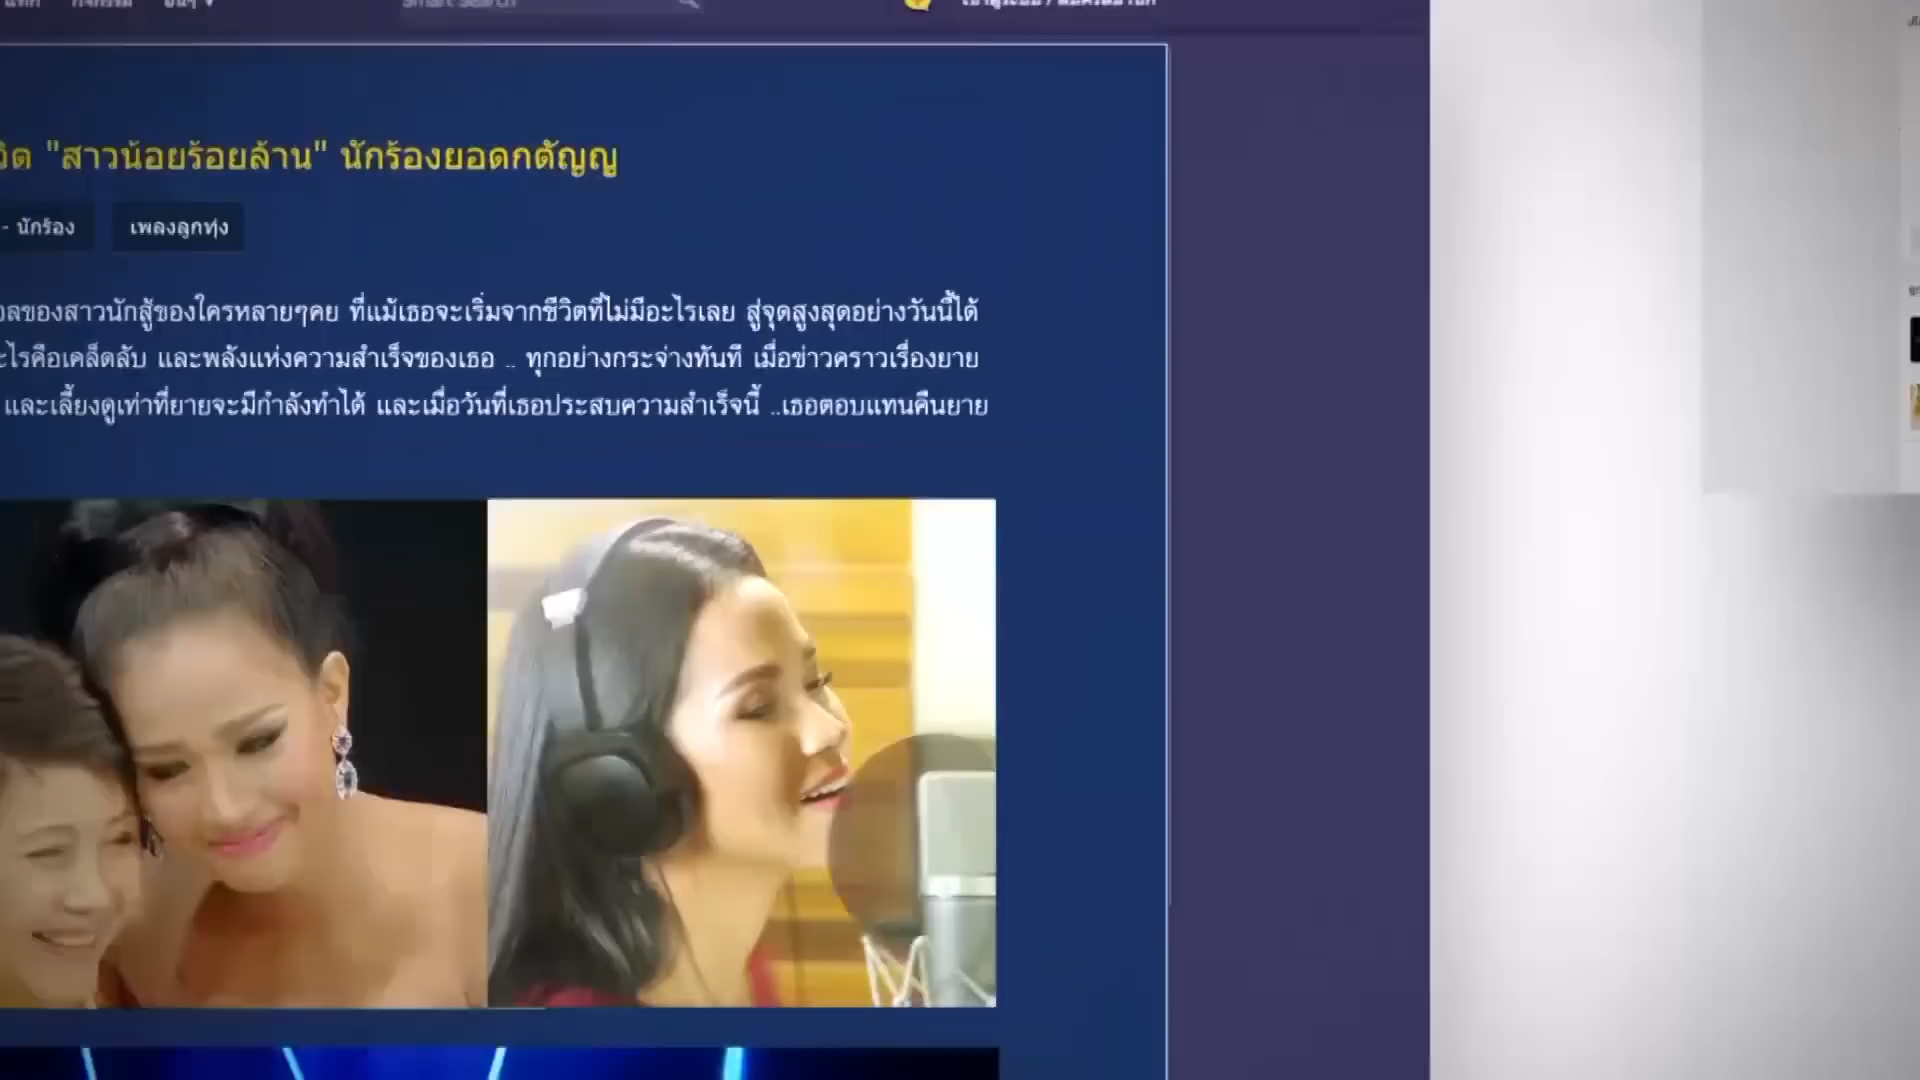 "สาวน้อยร้อยล้าน" นักร้องยอดกตัญญู
- นักร้อง
เพลงลูกทุ่ง
ของสาวนักสู้ของใครหลายๆคย ที่แม้เธอจะเริ่มจากชีวิตที่ไม่มีอะไรเลย สู่จุดสูงสุดอย่างวันนี้ได้
คือเคล็ดลับ และพลังแห่งความสำเร็จของเธอ .. ทุกอย่างกระจ่างทันที เมื่อข่าวคราวเรื่องยาย
และเลี้ยงดูเท่าที่ยายจะมีกำลังทำได้ และเมื่อวันที่เธอประสบความสำเร็จนี้ ..เธอตอบแทนคืนยาย